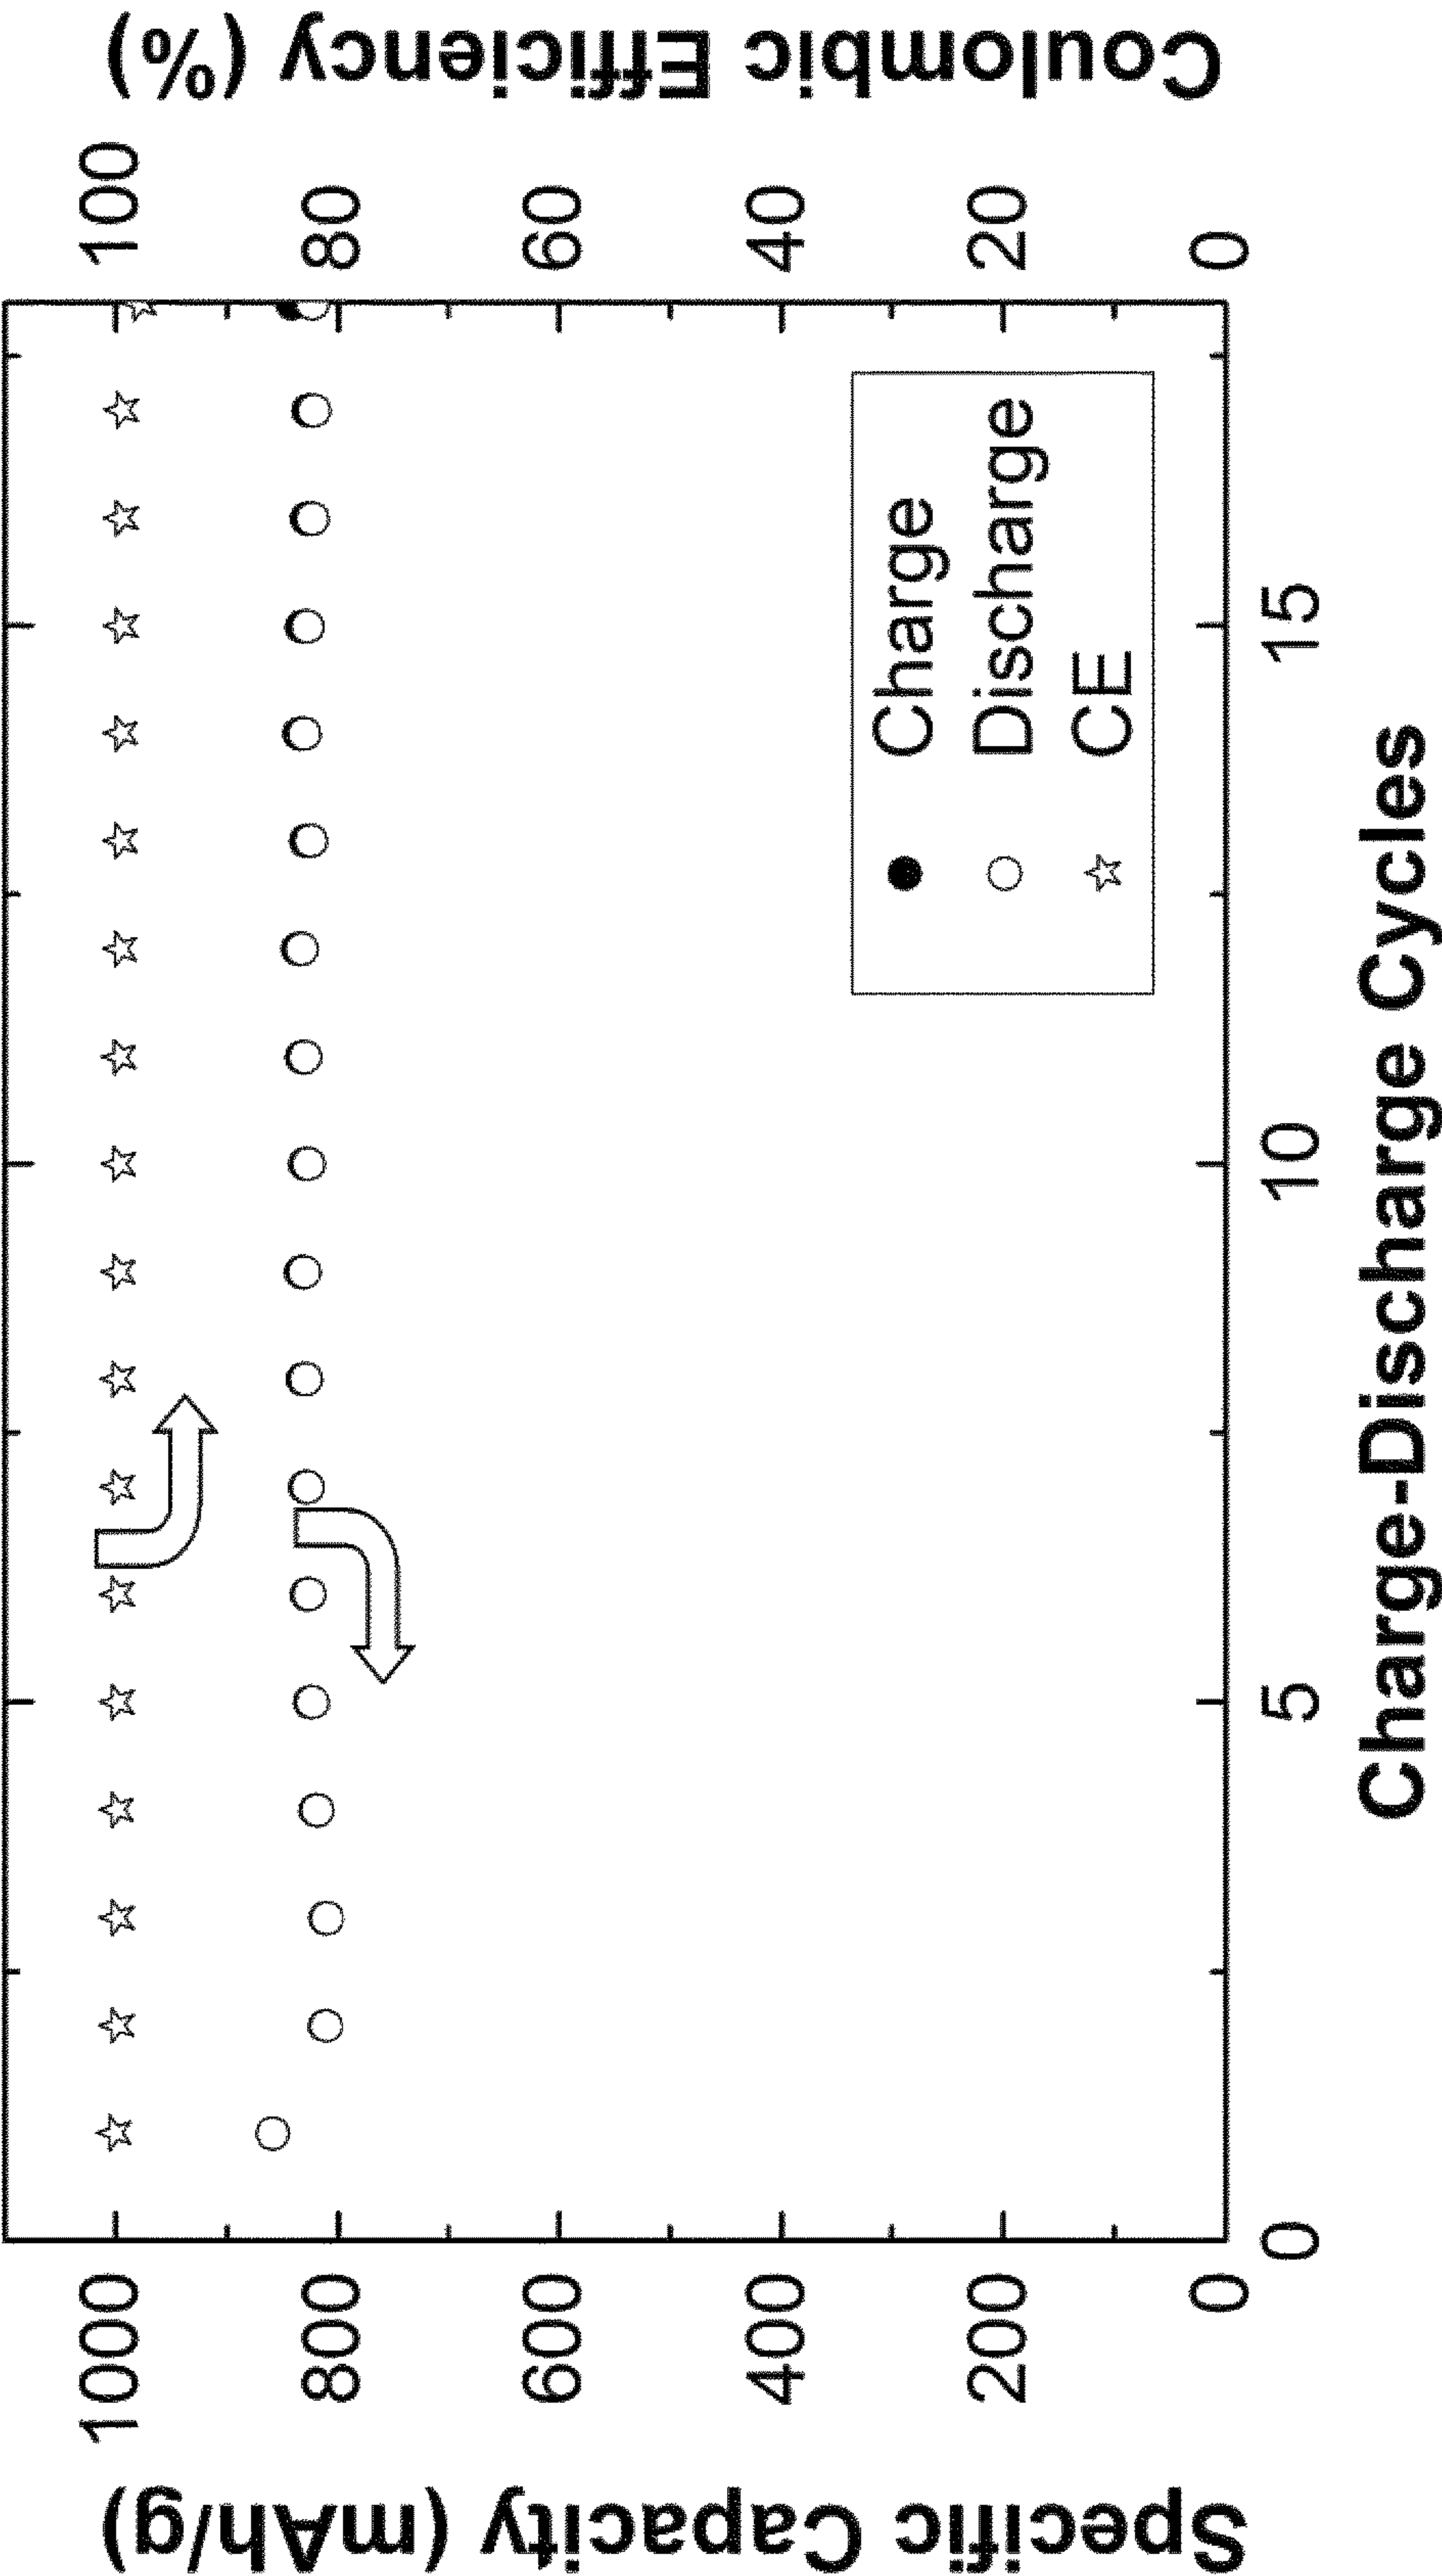 Specific Capacity (mAh/g)
1000
800
600
400
200
0
0
5
10
15
Charge-Discharge Cycles
Charge
Discharge
CE
100
80
60
40
20
0
Coulombic Efficiency (%)